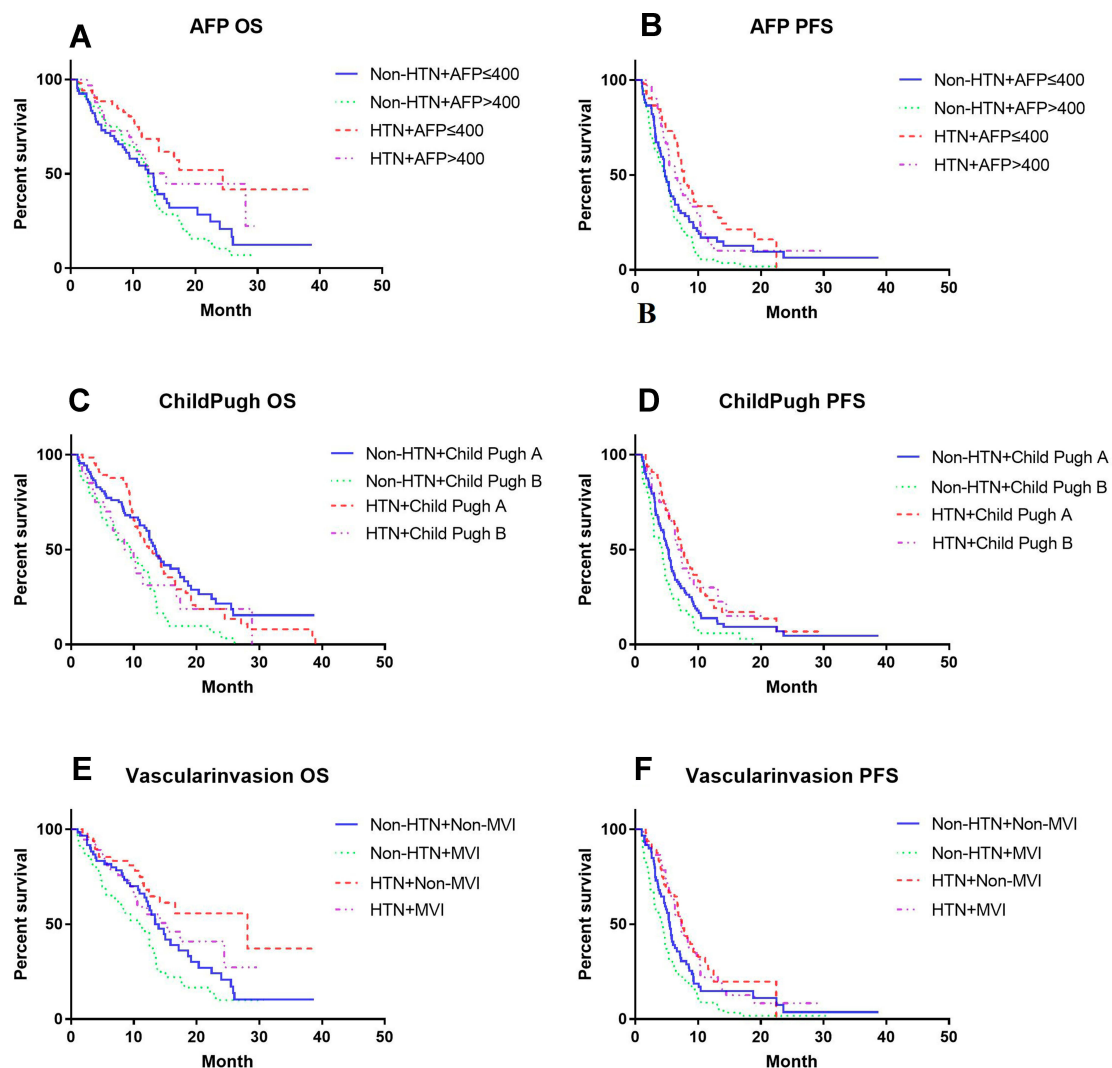 A
AFP OS
Percent survival
100
50
0
0 10 20 30 40 50
Month
Non-HTN+AFP≤400
Non-HTN+AFP>400
HTN+AFP≤400
HTN+AFP>400
B
AFP PFS
Percent survival
100
50
0
0 10 20 30 40 50
Month
Non-HTN+AFP≤400
Non-HTN+AFP>400
HTN+AFP≤400
HTN+AFP>400
B
C
ChildPugh OS
Percent survival
100
50
0
0 10 20 30 40 50
Month
Non-HTN+Child Pugh A
Non-HTN+Child Pugh B
HTN+Child Pugh A
HTN+Child Pugh B
D
ChildPugh PFS
Percent survival
100
50
0
0 10 20 30 40 50
Month
Non-HTN+Child Pugh A
Non-HTN+Child Pugh B
HTN+Child Pugh A
HTN+Child Pugh B
E
Vascularinvasion OS
Percent survival
100
50
0
0 10 20 30 40 50
Month
Non-HTN+Non-MVI
Non-HTN+MVI
HTN+Non-MVI
HTN+MVI
F
Vascularinvasion PFS
Percent survival
100
50
0
0 10 20 30 40 50
Month
Non-HTN+Non-MVI
Non-HTN+MVI
HTN+Non-MVI
HTN+MVI